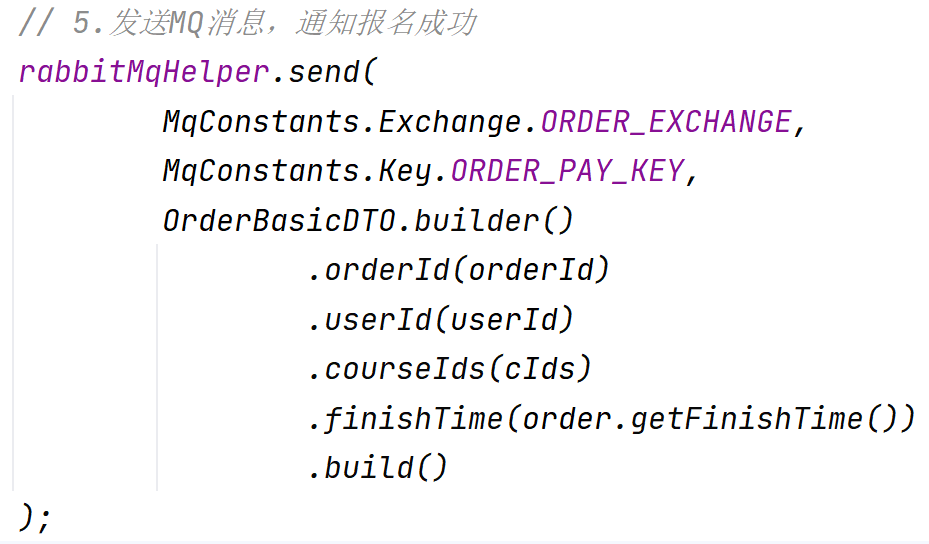 // 5.发送MQ消息，通知报名成功
rabbitMqHelper.send(
MqConstants.Exchange.ORDER_EXCHANGE,
MqConstants.Key.ORDER_PAY_KEY,
OrderBasicDTO.builder()
.orderId(orderId)
.userId(userId)
.courseIds(cIds)
.finishTime(order.getFinishTime())
.build()
);